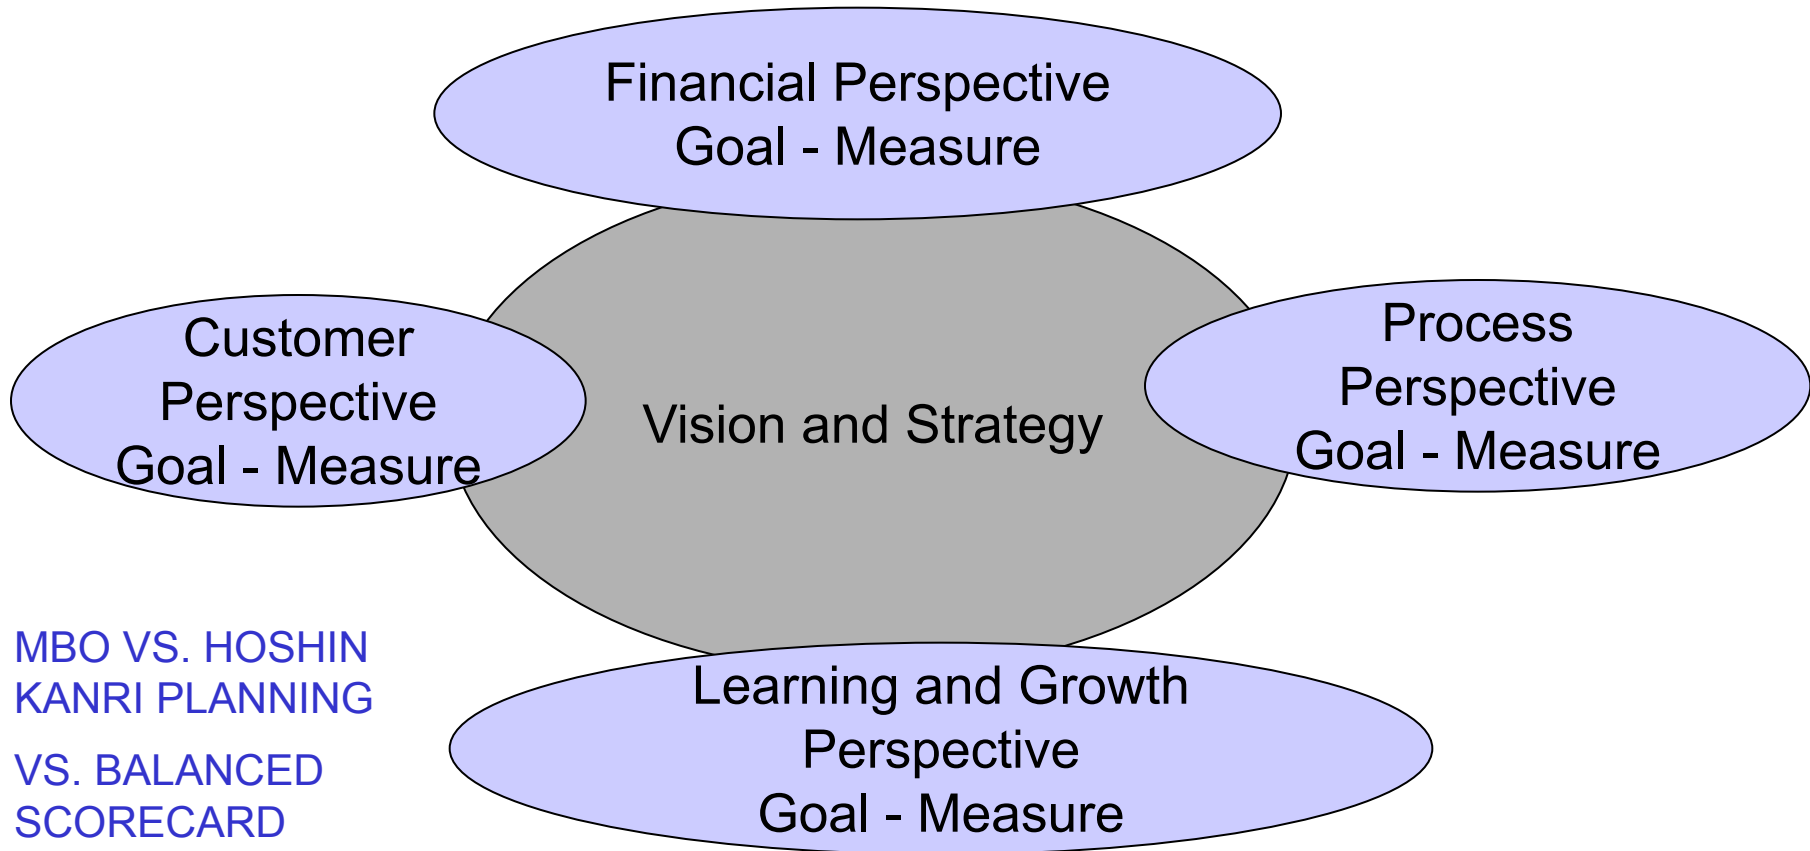 Financial Perspective
Goal - Measure
Customer
Perspective
Goal - Measure
Vision and Strategy
Process
Perspective
Goal - Measure
Learning and Growth
Perspective
Goal - Measure
MBO VS. HOSHIN
KANRI PLANNING
VS. BALANCED
SCORECARD